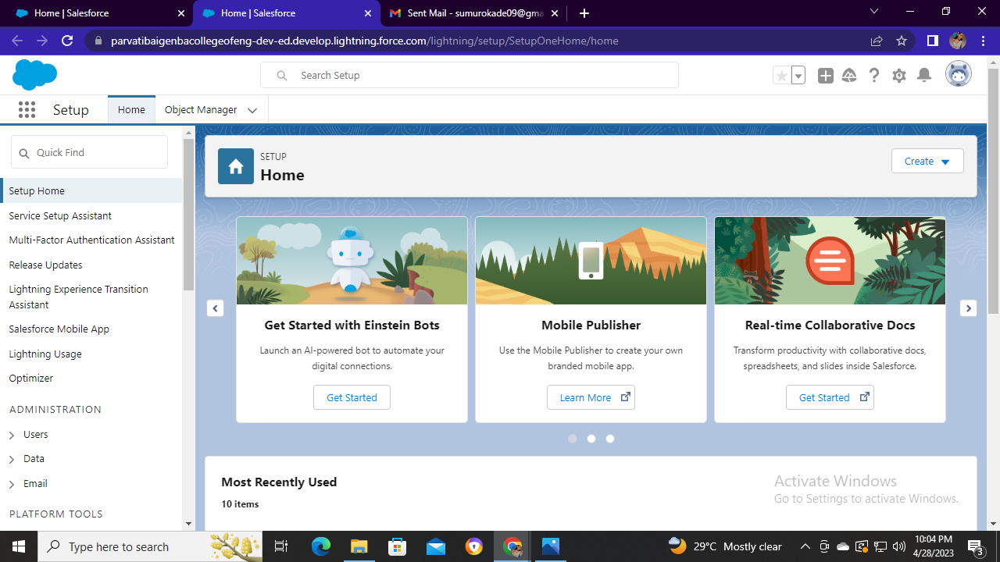 Home | Salesforce
Home | Salesforce
Sent Mail - sumurokade09@gma
parvatibaigenbacollegeofeng-dev-ed.develop.lightning.force.com/lightning/setup/SetupOneHome/home
Search Setup
Setup
Home
Object Manager
Quick Find
Setup Home
Service Setup Assistant
Multi-Factor Authentication Assistant
Release Updates
Lightning Experience Transition
Assistant
Salesforce Mobile App
Lightning Usage
Optimizer
ADMINISTRATION
Users
Data
Email
PLATFORM TOOLS
SETUP
Home
Create
Get Started with Einstein Bots
Launch an AI-powered bot to automate your
digital connections.
Get Started
Mobile Publisher
Use the Mobile Publisher to create your own
branded mobile app.
Learn More
Real-time Collaborative Docs
Transform productivity with collaborative docs,
spreadsheets, and slides inside Salesforce.
Get Started
Most Recently Used
10 items
Activate Windows
Go to Settings to activate Windows.
Type here to search
29°C Mostly clear
10:04 PM
4/28/2023
3